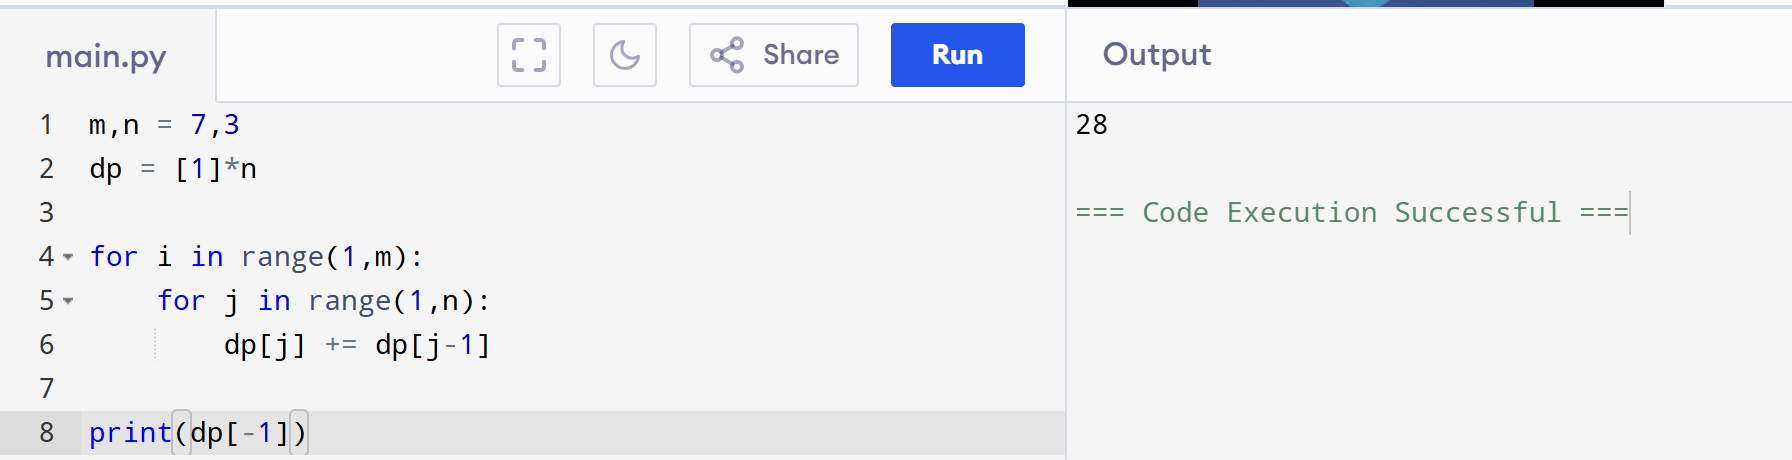 main.py
Share
Run
Output
1 m,n = 7,3
2 dp = [1]*n
3
4 for i in range(1,m):
5     for j in range(1,n):
6         dp[j] += dp[j-1]
7
8 print(dp[-1])
28
=== Code Execution Successful ===